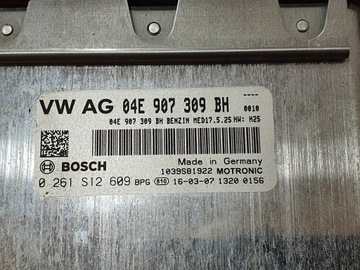 VW AG 04E 907 309 BH 0010
04E 907 309 BH BENZIN MED17.5.25 HW: H25
BOSCH
Made in Germany
1039S81922 MOTRONIC
0 261 S12 609 BPG 610 16-03-07 1320 0156